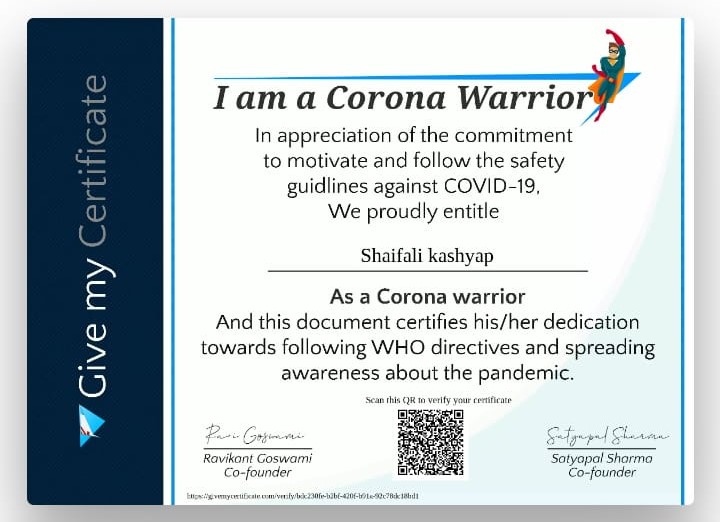 Give my Certificate
I am a Corona Warrior
In appreciation of the commitment
to motivate and follow the safety
guidlines against COVID-19,
We proudly entitle
Shaifali kashyap
As a Corona warrior
And this document certifies his/her dedication
towards following WHO directives and spreading
awareness about the pandemic.
Scan this QR to verify your certificate
Ravi Goswami
Ravikant Goswami
Co-founder
Satyapal Sharma
Satyapal Sharma
Co-founder
https://givemycertificate.com/verify/bdc230fe-b2bf-420f-b91a-92c78dc18bd1